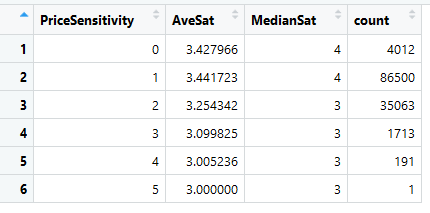 PriceSensitivity AveSat MedianSat count
1 0 3.427966 4 4012
2 1 3.441723 4 86500
3 2 3.254342 3 35063
4 3 3.099825 3 1713
5 4 3.005236 3 191
6 5 3.000000 3 1